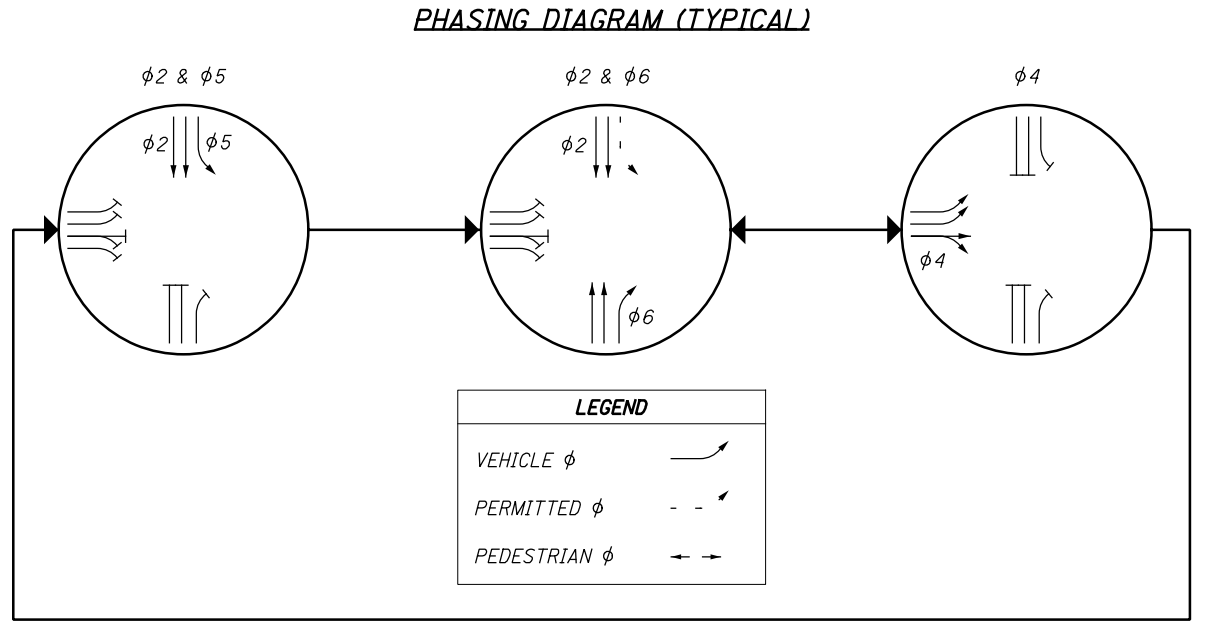 PHASING DIAGRAM (TYPICAL)
ϕ2 & ϕ5
ϕ2 & ϕ6
ϕ4
ϕ2
ϕ5
ϕ2
ϕ4
ϕ6
LEGEND
VEHICLE ϕ
PERMITTED ϕ
PEDESTRIAN ϕ